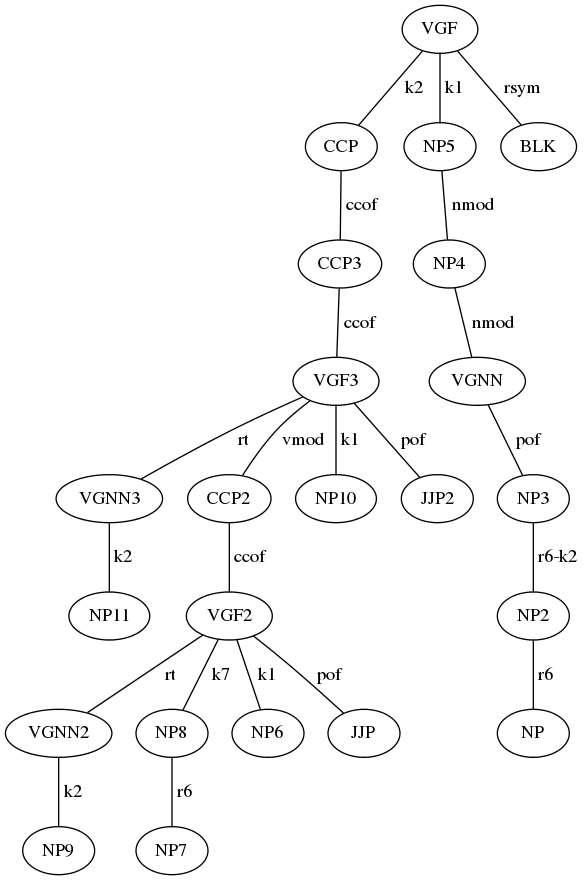 VGF
k2 k1 rsym
CCP NP5 BLK
ccof nmod
CCP3 NP4
ccof nmod
VGF3 VGNN
rt vmod k1 pof pof
VGNN3 CCP2 NP10 JJP2 NP3
k2 ccof r6-k2
NP11 VGF2 NP2
rt k7 k1 pof r6
VGNN2 NP8 NP6 JJP NP
k2 r6
NP9 NP7